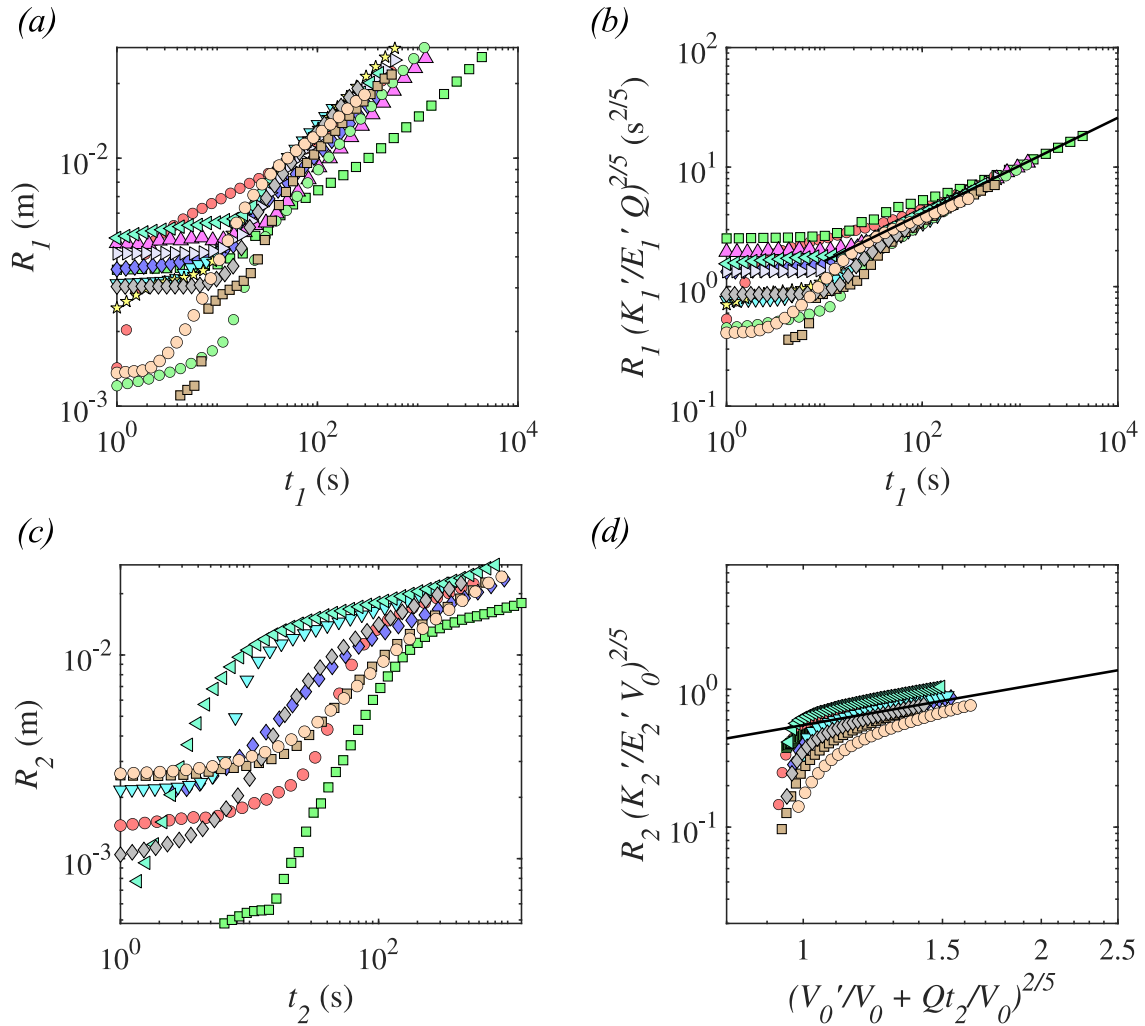 (a)
10^-2
10^-3
R_1 (m)
10^0
10^2
10^4
t_1 (s)
(b)
10^2
10^1
10^0
10^-1
R_1 (K_1'/E_1' Q)^2/5 (s^2/5)
10^0
10^2
10^4
t_1 (s)
(c)
10^-2
10^-3
R_2 (m)
10^0
10^2
t_2 (s)
(d)
10^0
10^-1
R_2 (K_2'/E_2' V_0)^2/5
1
1.5
2
2.5
(V_0'/V_0 + Qt_2/V_0)^2/5